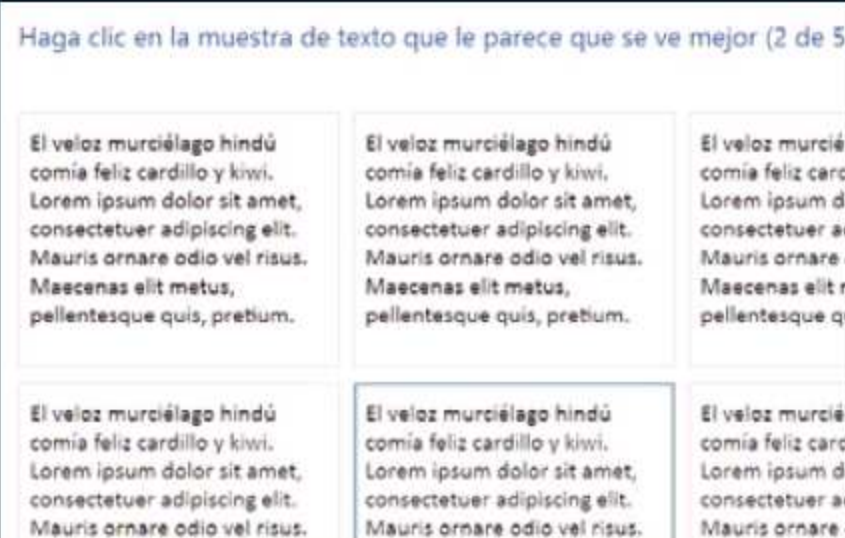 Haga clic en la muestra de texto que le parece que se ve mejor (2 de 5
El veloz murciélago hindú
comía feliz cardillo y kiwi.
Lorem ipsum dolor sit amet,
consectetuer adipiscing elit.
Mauris ornare odio vel risus.
Maecenas elit metus,
pellentesque quis, pretium.
El veloz murciélago hindú
comía feliz cardillo y kiwi.
Lorem ipsum dolor sit amet,
consectetuer adipiscing elit.
Mauris ornare odio vel risus.
Maecenas elit metus,
pellentesque quis, pretium.
El veloz
comía feliz
Lorem ipsum
consectetuer
Mauris ornare
Maecenas elit
El veloz murciélago hindú
comía feliz cardillo y kiwi.
Lorem ipsum dolor sit amet,
consectetuer adipiscing elit.
Mauris ornare odio vel risus.
El veloz murciélago hindú
comía feliz cardillo y kiwi.
Lorem ipsum dolor sit amet,
consectetuer adipiscing elit.
Mauris ornare odio vel risus.
El veloz
comía feliz
Lorem ipsum
consectetuer
Mauris ornare